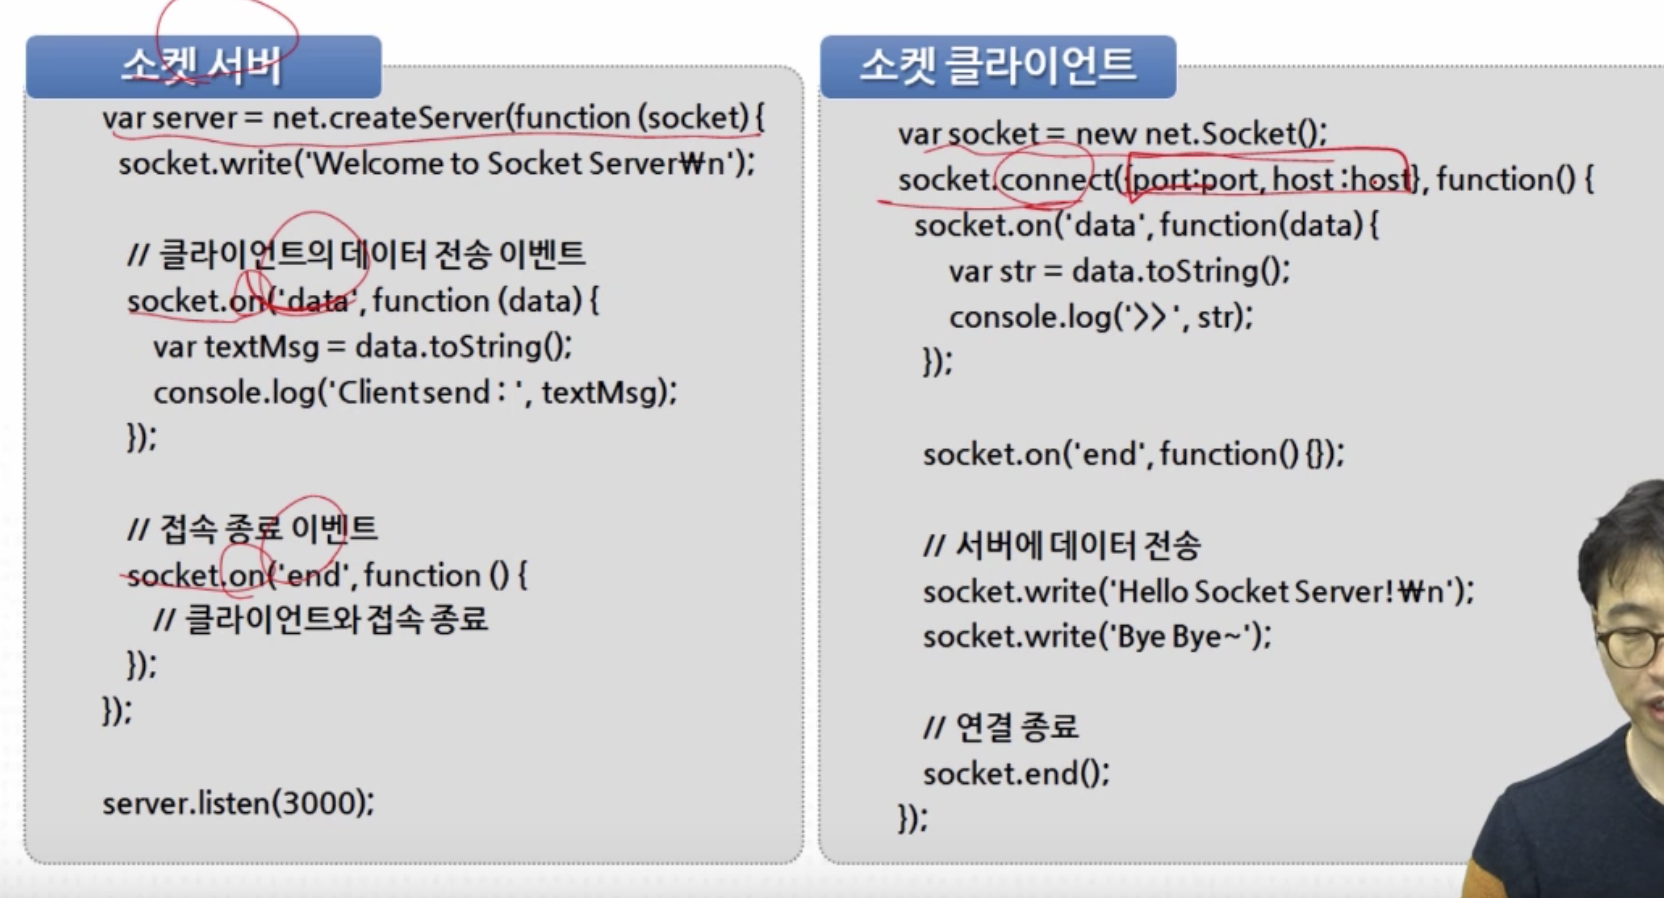 소켓 서버
var server = net.createServer(function (socket) {
socket.write('Welcome to Socket Server₩n');
// 클라이언트의 데이터 전송 이벤트
socket.on('data', function (data) {
var textMsg = data.toString();
console.log('Client send : ', textMsg);
});
// 접속 종료 이벤트
socket.on('end', function () {
// 클라이언트와 접속 종료
});
});
server.listen(3000);
소켓 클라이언트
var socket = new net.Socket();
socket.connect({port:port, host :host}, function() {
socket.on('data', function(data) {
var str = data.toString();
console.log('>> ', str);
});
socket.on('end', function() {});
// 서버에 데이터 전송
socket.write('Hello Socket Server!₩n');
socket.write('Bye Bye~');
// 연결 종료
socket.end();
});